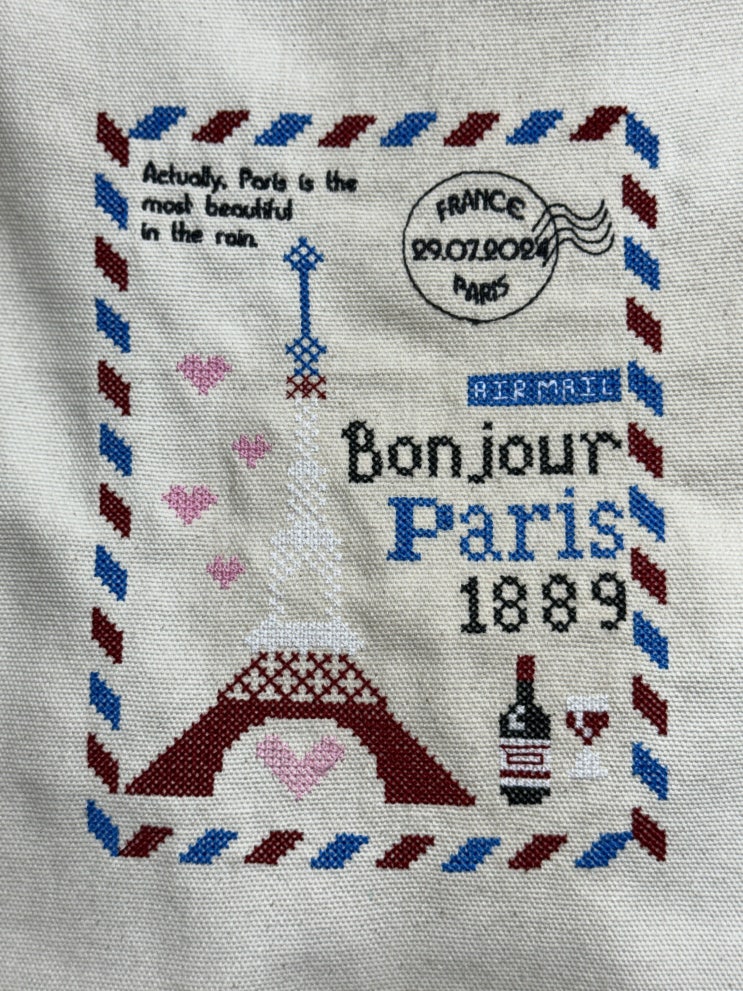 Actually, Paris is the
most beautiful
in the rain.
FRANCE
29.07.2024
PARIS
AIR MAIL
Bonjour
Paris
1889